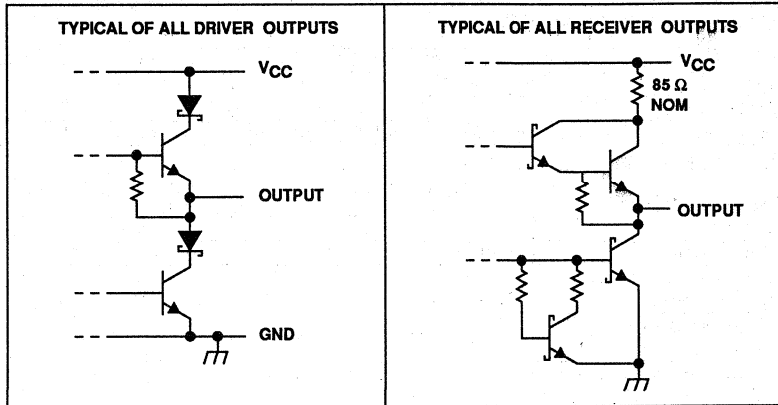 TYPICAL OF ALL DRIVER OUTPUTS
VCC
OUTPUT
GND
TYPICAL OF ALL RECEIVER OUTPUTS
VCC
85 Ω
NOM
OUTPUT